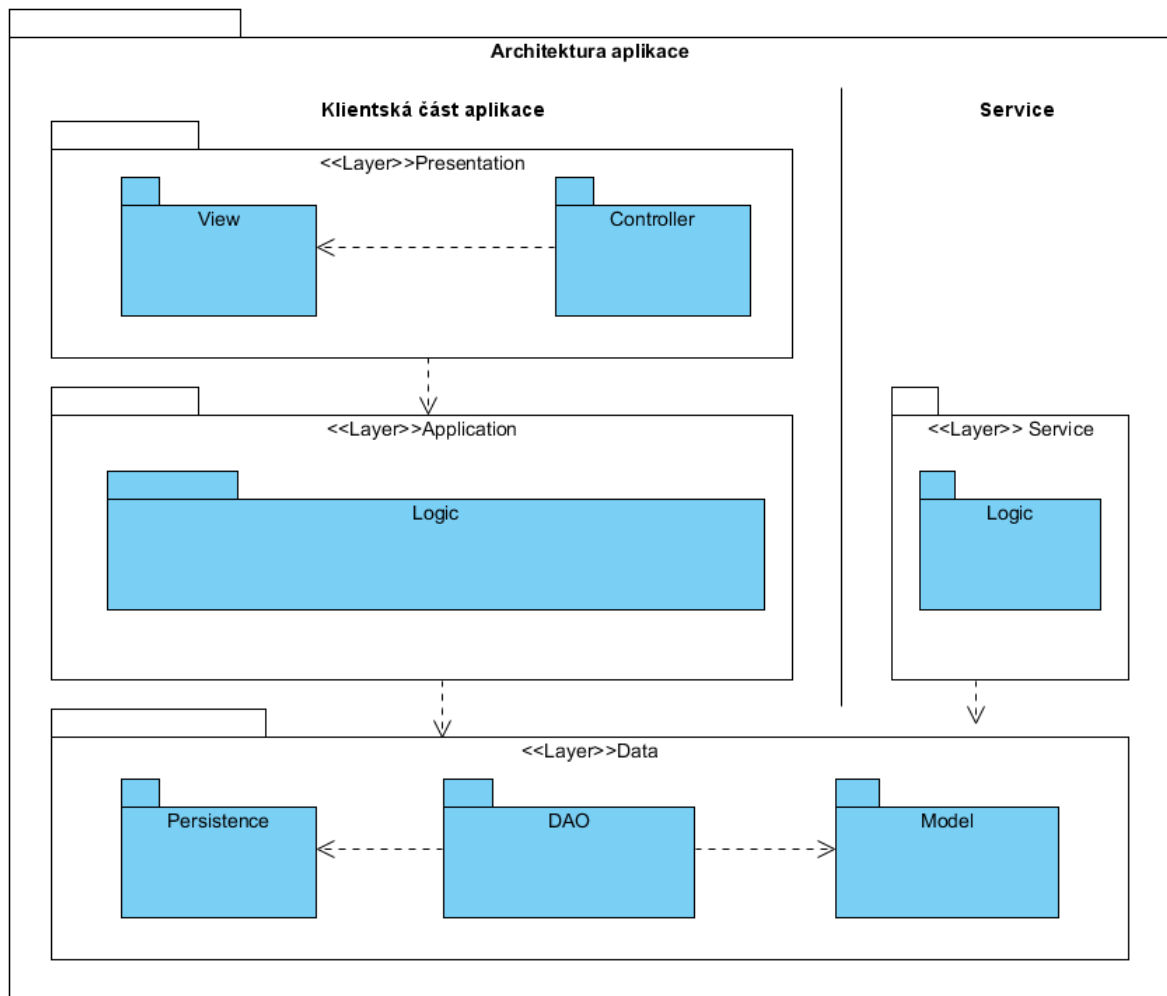 Architektura aplikace
Klientská část aplikace
Service
<<Layer>>Presentation
View
Controller
<<Layer>>Application
<<Layer>> Service
Logic
Logic
<<Layer>>Data
Persistence
DAO
Model